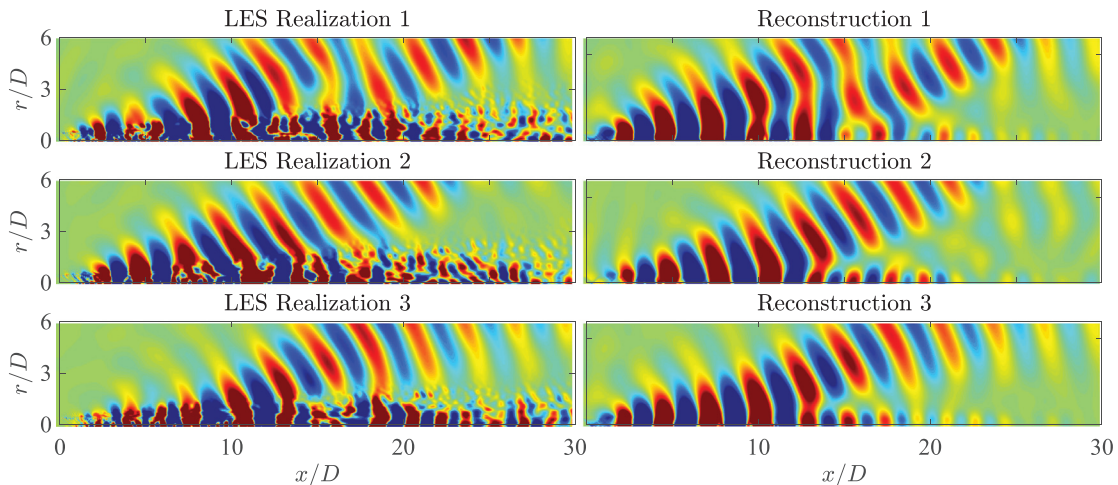 LES Realization 1 Reconstruction 1
6
r/D 3
0
LES Realization 2 Reconstruction 2
6
r/D 3
0
LES Realization 3 Reconstruction 3
6
r/D 3
0
0 10 20 30 10 20 30
x/D x/D